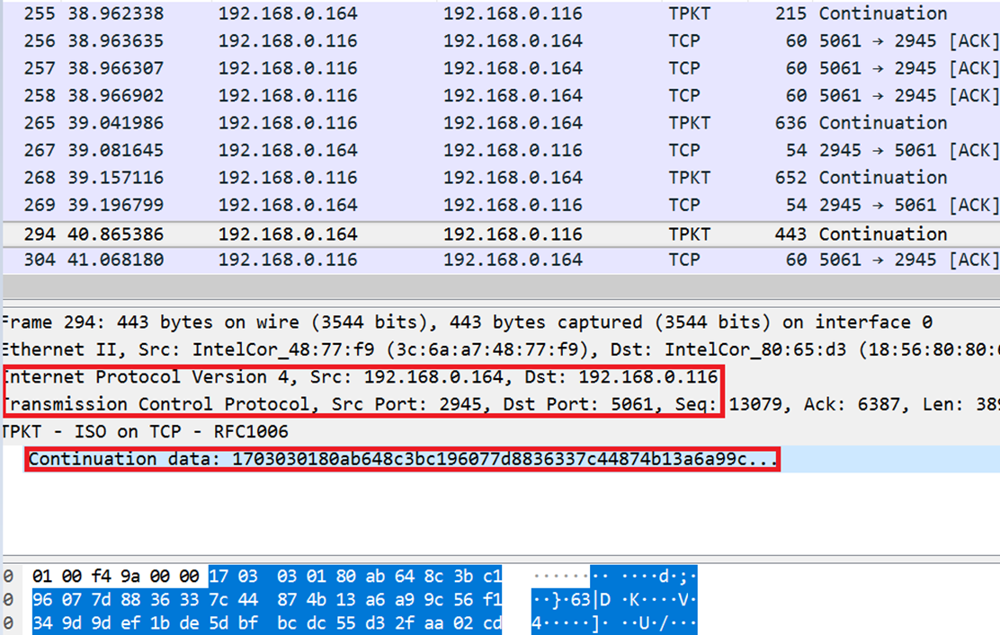 255 38.962338 192.168.0.164 192.168.0.116 TPKT 215 Continuation
256 38.963635 192.168.0.116 192.168.0.164 TCP 60 5061 → 2945 [ACK]
257 38.966307 192.168.0.116 192.168.0.164 TCP 60 5061 → 2945 [ACK]
258 38.966902 192.168.0.116 192.168.0.164 TCP 60 5061 → 2945 [ACK]
265 39.041986 192.168.0.116 192.168.0.164 TPKT 636 Continuation
267 39.081645 192.168.0.164 192.168.0.116 TCP 54 2945 → 5061 [ACK]
268 39.157116 192.168.0.116 192.168.0.164 TPKT 652 Continuation
269 39.196799 192.168.0.164 192.168.0.116 TCP 54 2945 → 5061 [ACK]
294 40.865386 192.168.0.164 192.168.0.116 TPKT 443 Continuation
304 41.068180 192.168.0.116 192.168.0.164 TCP 60 5061 → 2945 [ACK]
Frame 294: 443 bytes on wire (3544 bits), 443 bytes captured (3544 bits) on interface 0
Ethernet II, Src: IntelCor_48:77:f9 (3c:6a:a7:48:77:f9), Dst: IntelCor_80:65:d3 (18:56:80:80:6
Internet Protocol Version 4, Src: 192.168.0.164, Dst: 192.168.0.116
Transmission Control Protocol, Src Port: 2945, Dst Port: 5061, Seq: 13079, Ack: 6387, Len: 389
TPKT - ISO on TCP - RFC1006
Continuation data: 1703030180ab648c3bc196077d8836337c44874b13a6a99c...
0 01 00 f4 9a 00 00 17 03 03 01 80 ab 64 8c 3b c1 ········ ····d·;·
0 96 07 7d 88 36 33 7c 44 87 4b 13 a6 a9 9c 56 f1 ··}·63|D ·K····V·
0 34 9d 9d ef 1b de 5d bf bc dc 55 d3 2f aa 02 cd 4·····]· ··U·/···